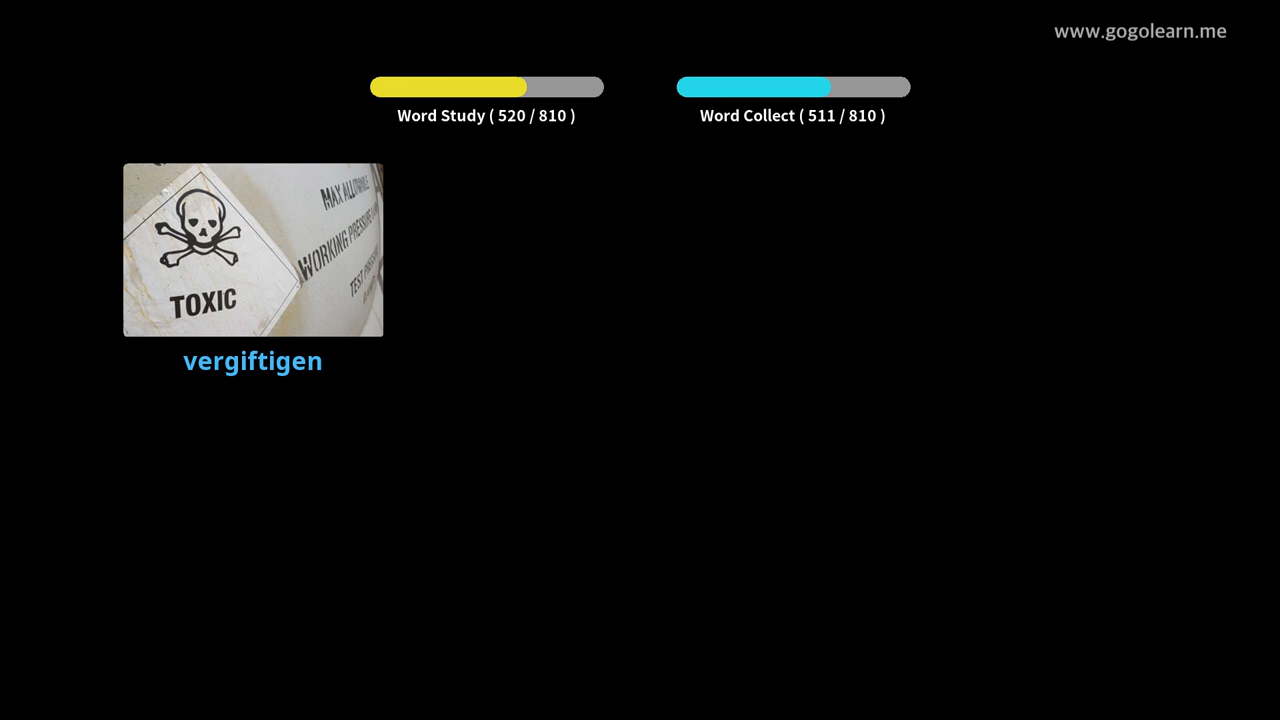 www.gogolearn.me
Word Study ( 520 / 810 )
Word Collect ( 511 / 810 )
MAX ALLOWABLE
WORKING PRESSURE
TEST
TOXIC
vergiftigen